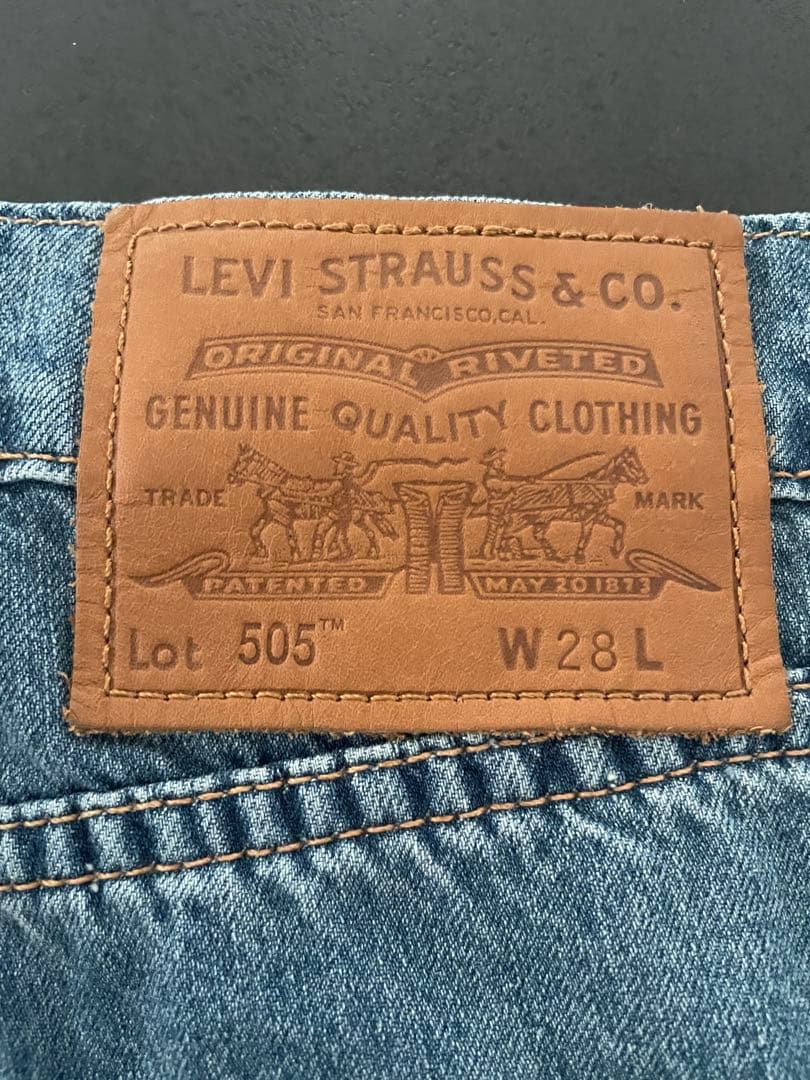 LEVI STRAUSS & CO.
SAN FRANCISCO, CAL.
ORIGINAL RIVETED
GENUINE QUALITY CLOTHING
TRADE MARK
PATENTED MAY 20 1873
Lot 505™ W 28 L